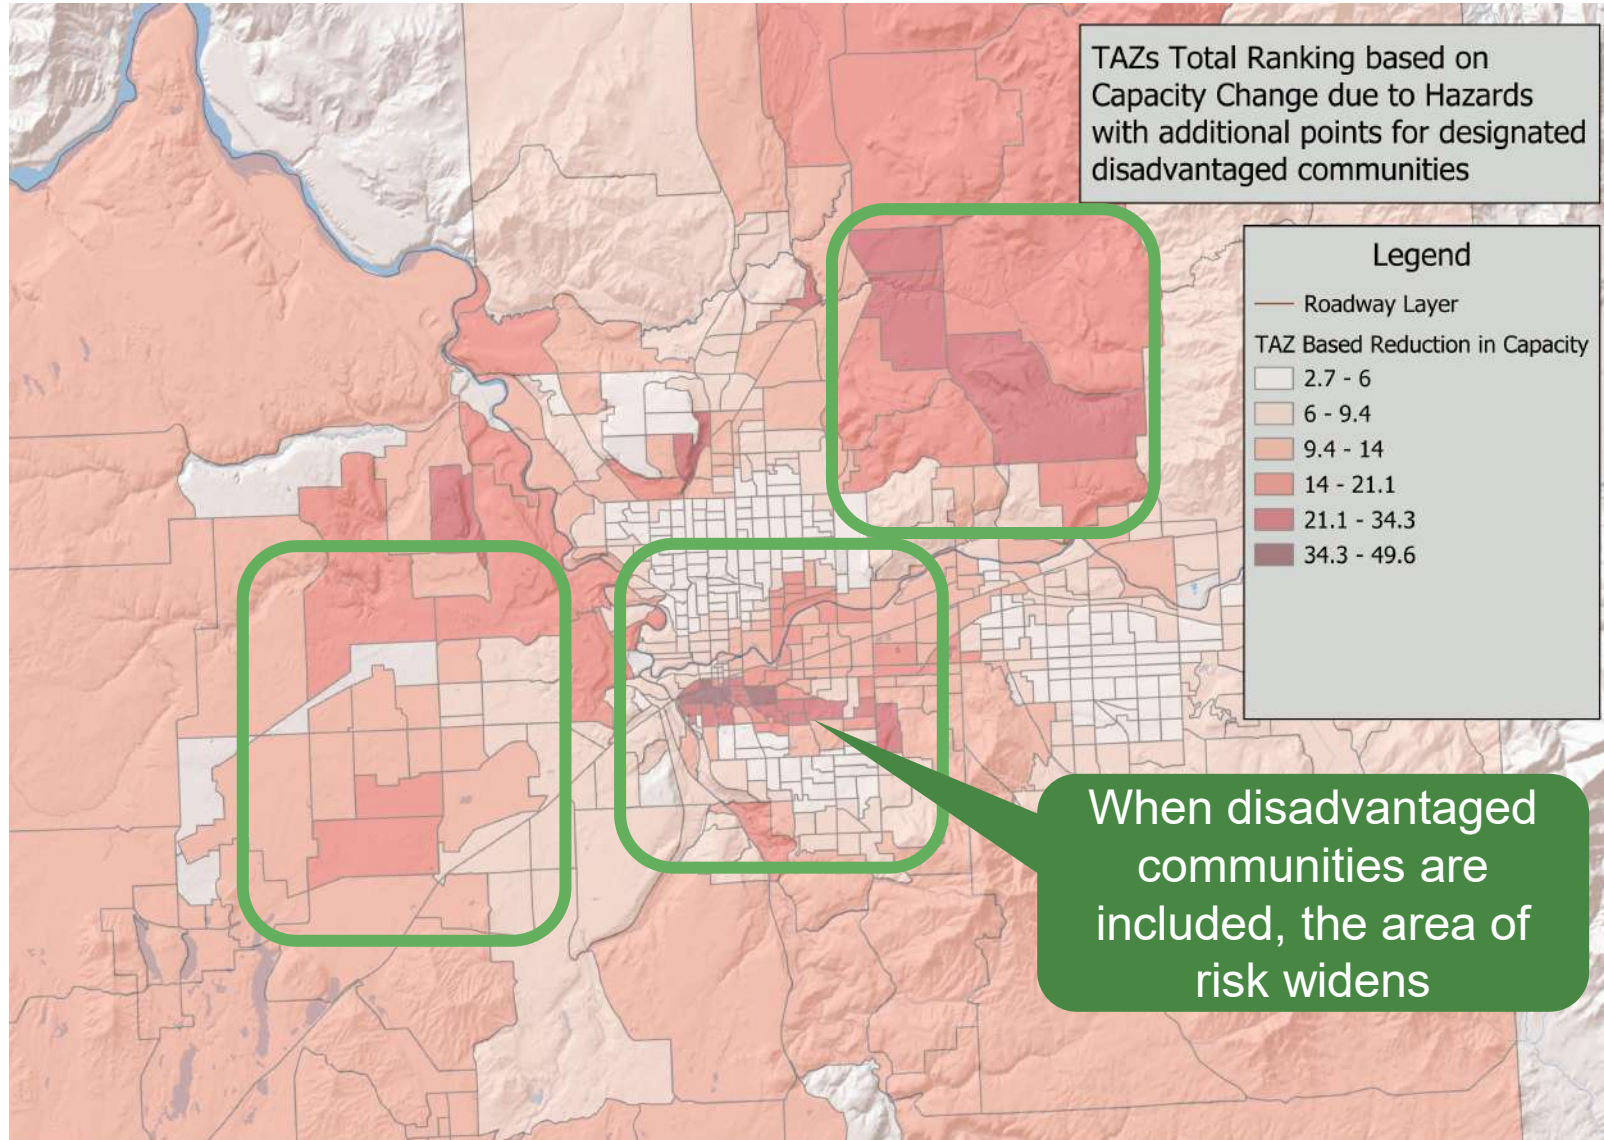 TAZs Total Ranking based on
Capacity Change due to Hazards
with additional points for designated
disadvantaged communities
Legend
Roadway Layer
TAZ Based Reduction in Capacity
2.7 - 6
6 - 9.4
9.4 - 14
14 - 21.1
21.1 - 34.3
34.3 - 49.6
When disadvantaged
communities are
included, the area of
risk widens